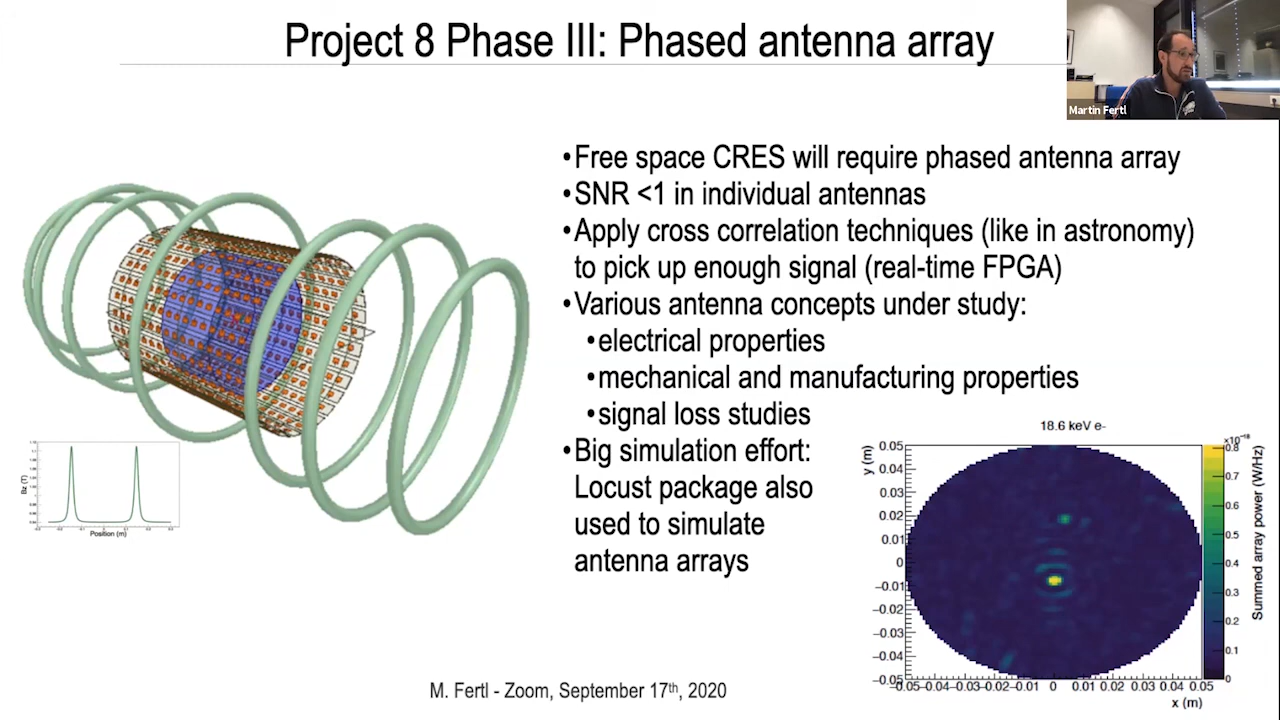 Project 8 Phase III: Phased antenna array
Martin Fertl
•Free space CRES will require phased antenna array
•SNR <1 in individual antennas
•Apply cross correlation techniques (like in astronomy)
to pick up enough signal (real-time FPGA)
•Various antenna concepts under study:
•electrical properties
•mechanical and manufacturing properties
•signal loss studies
•Big simulation effort:
Locust package also
used to simulate
antenna arrays
Bz (T)
Position (m)
18.6 keV e-
×10⁻¹⁸
y (m)
0.05
0.04
0.03
0.02
0.01
0
−0.01
−0.02
−0.03
−0.04
−0.05
−0.05−0.04−0.03−0.02−0.01 0 0.01 0.02 0.03 0.04 0.05
x (m)
0.8
0.7
0.6
0.5
0.4
0.3
0.2
0.1
0
Summed array power (W/Hz)
M. Fertl - Zoom, September 17th, 2020